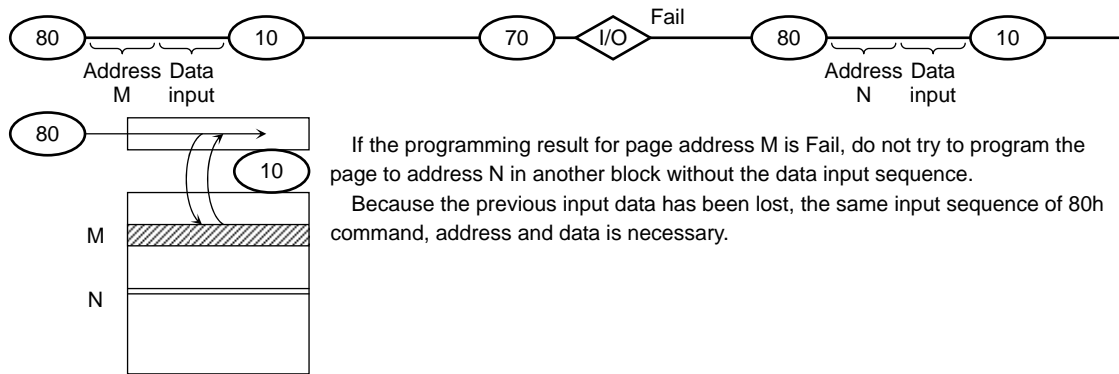 Fail
80 10 70 I/O 80 10
Address Data Address Data
M input N input
80
10
M
N
If the programming result for page address M is Fail, do not try to program the
page to address N in another block without the data input sequence.
Because the previous input data has been lost, the same input sequence of 80h
command, address and data is necessary.